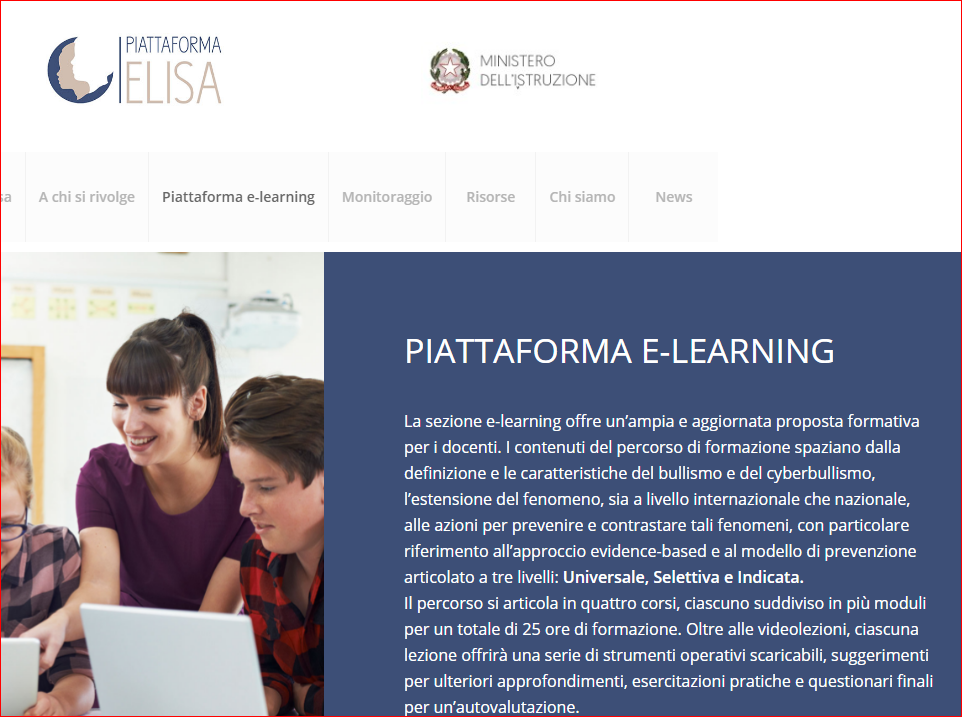 PIATTAFORMA
ELISA
MINISTERO
DELL'ISTRUZIONE
sa
A chi si rivolge
Piattaforma e-learning
Monitoraggio
Risorse
Chi siamo
News
PIATTAFORMA E-LEARNING
La sezione e-learning offre un’ampia e aggiornata proposta formativa
per i docenti. I contenuti del percorso di formazione spaziano dalla
definizione e le caratteristiche del bullismo e del cyberbullismo,
l’estensione del fenomeno, sia a livello internazionale che nazionale,
alle azioni per prevenire e contrastare tali fenomeni, con particolare
riferimento all’approccio evidence-based e al modello di prevenzione
articolato a tre livelli: Universale, Selettiva e Indicata.
Il percorso si articola in quattro corsi, ciascuno suddiviso in più moduli
per un totale di 25 ore di formazione. Oltre alle videolezioni, ciascuna
lezione offrirà una serie di strumenti operativi scaricabili, suggerimenti
per ulteriori approfondimenti, esercitazioni pratiche e questionari finali
per un’autovalutazione.